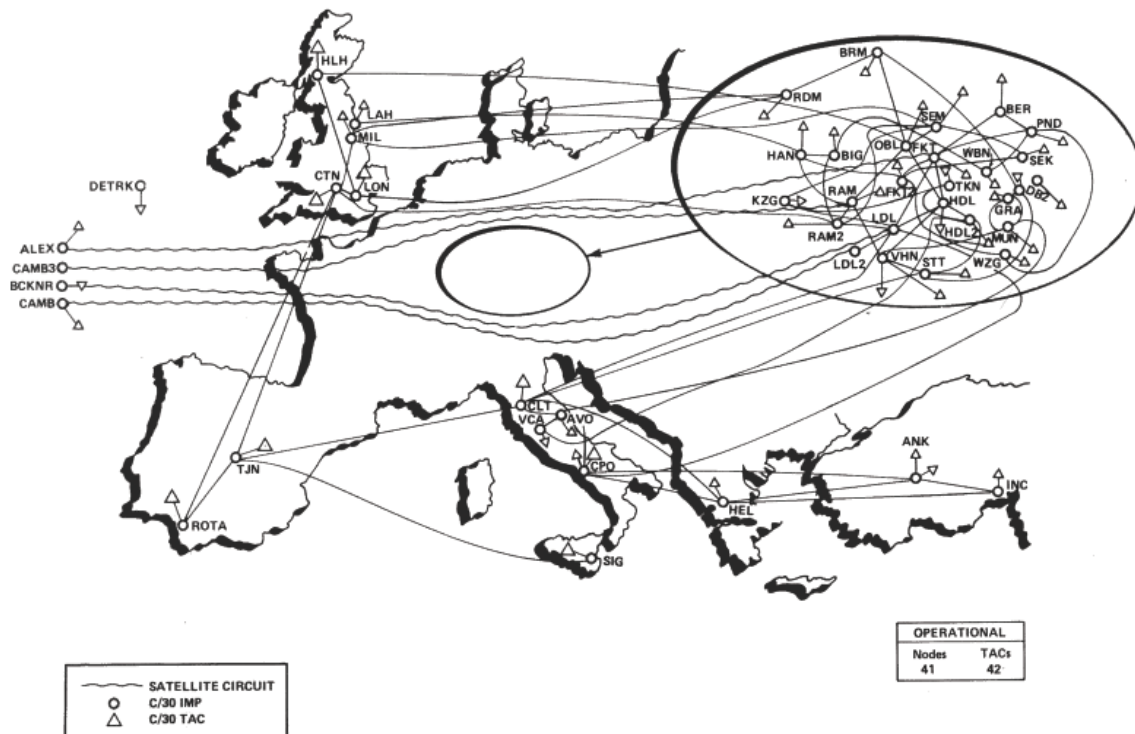 BRM
HLH
RDM
BER
LAH
SEM
PND
MIL
OBL
FKT
WBN
HAN
BIG
SEK
CTN
LON
DETRK
KZG
RAM
FKT2
TKN
DB2
HDL
GRA
LDL
RAM2
HDL2
MUN
ALEX
LDL2
VHN
STT
WZG
CAMB3
BCKNR
CAMB
CLT
VCA
AVO
ANK
TJN
CPO
INC
HEL
ROTA
SIG
OPERATIONAL
Nodes TACs
41 42
SATELLITE CIRCUIT
C/30 IMP
C/30 TAC